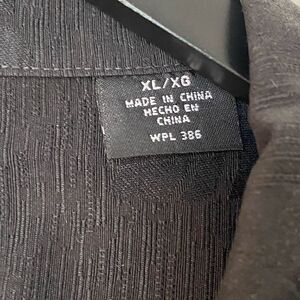 XL/XG
MADE IN CHINA
HECHO EN
CHINA
WPL 386